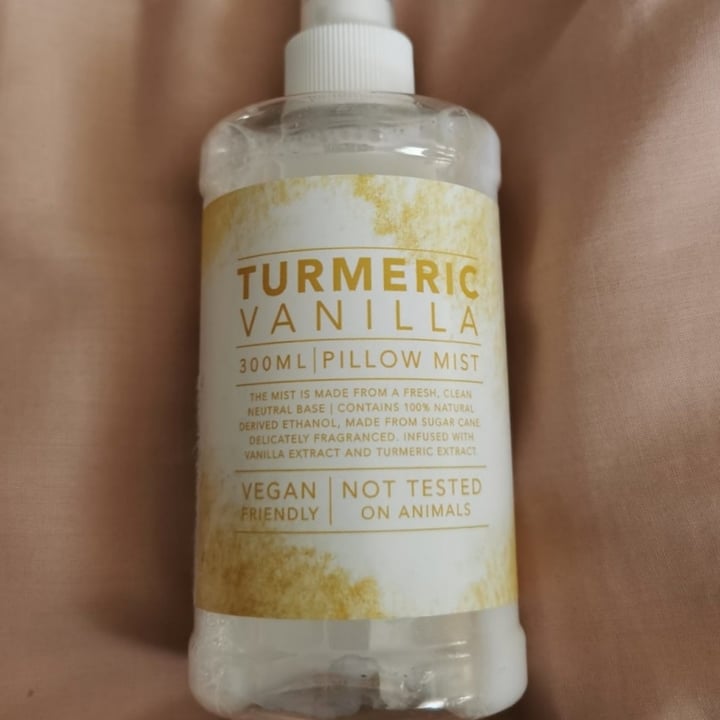 TURMERIC
VANILLA
300ML | PILLOW MIST
THE MIST IS MADE FROM A FRESH, CLEAN
NEUTRAL BASE | CONTAINS 100% NATURAL
DERIVED ETHANOL, MADE FROM SUGAR CANE.
DELICATELY FRAGRANCED. INFUSED WITH
VANILLA EXTRACT AND TURMERIC EXTRACT.
VEGAN | NOT TESTED
FRIENDLY | ON ANIMALS